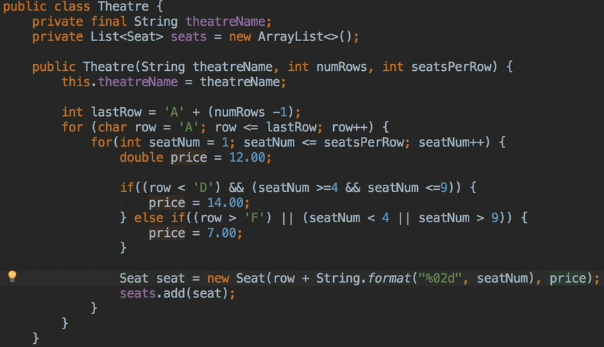 public class Theatre {
    private final String theatreName;
    private List<Seat> seats = new ArrayList<>();

    public Theatre(String theatreName, int numRows, int seatsPerRow) {
        this.theatreName = theatreName;

        int lastRow = 'A' + (numRows -1);
        for (char row = 'A'; row <= lastRow; row++) {
            for(int seatNum = 1; seatNum <= seatsPerRow; seatNum++) {
                double price = 12.00;

                if((row < 'D') && (seatNum >=4 && seatNum <=9)) {
                    price = 14.00;
                } else if((row > 'F') || (seatNum < 4 || seatNum > 9)) {
                    price = 7.00;
                }

                Seat seat = new Seat(row + String.format("%02d", seatNum), price);
                seats.add(seat);
            }
        }
    }